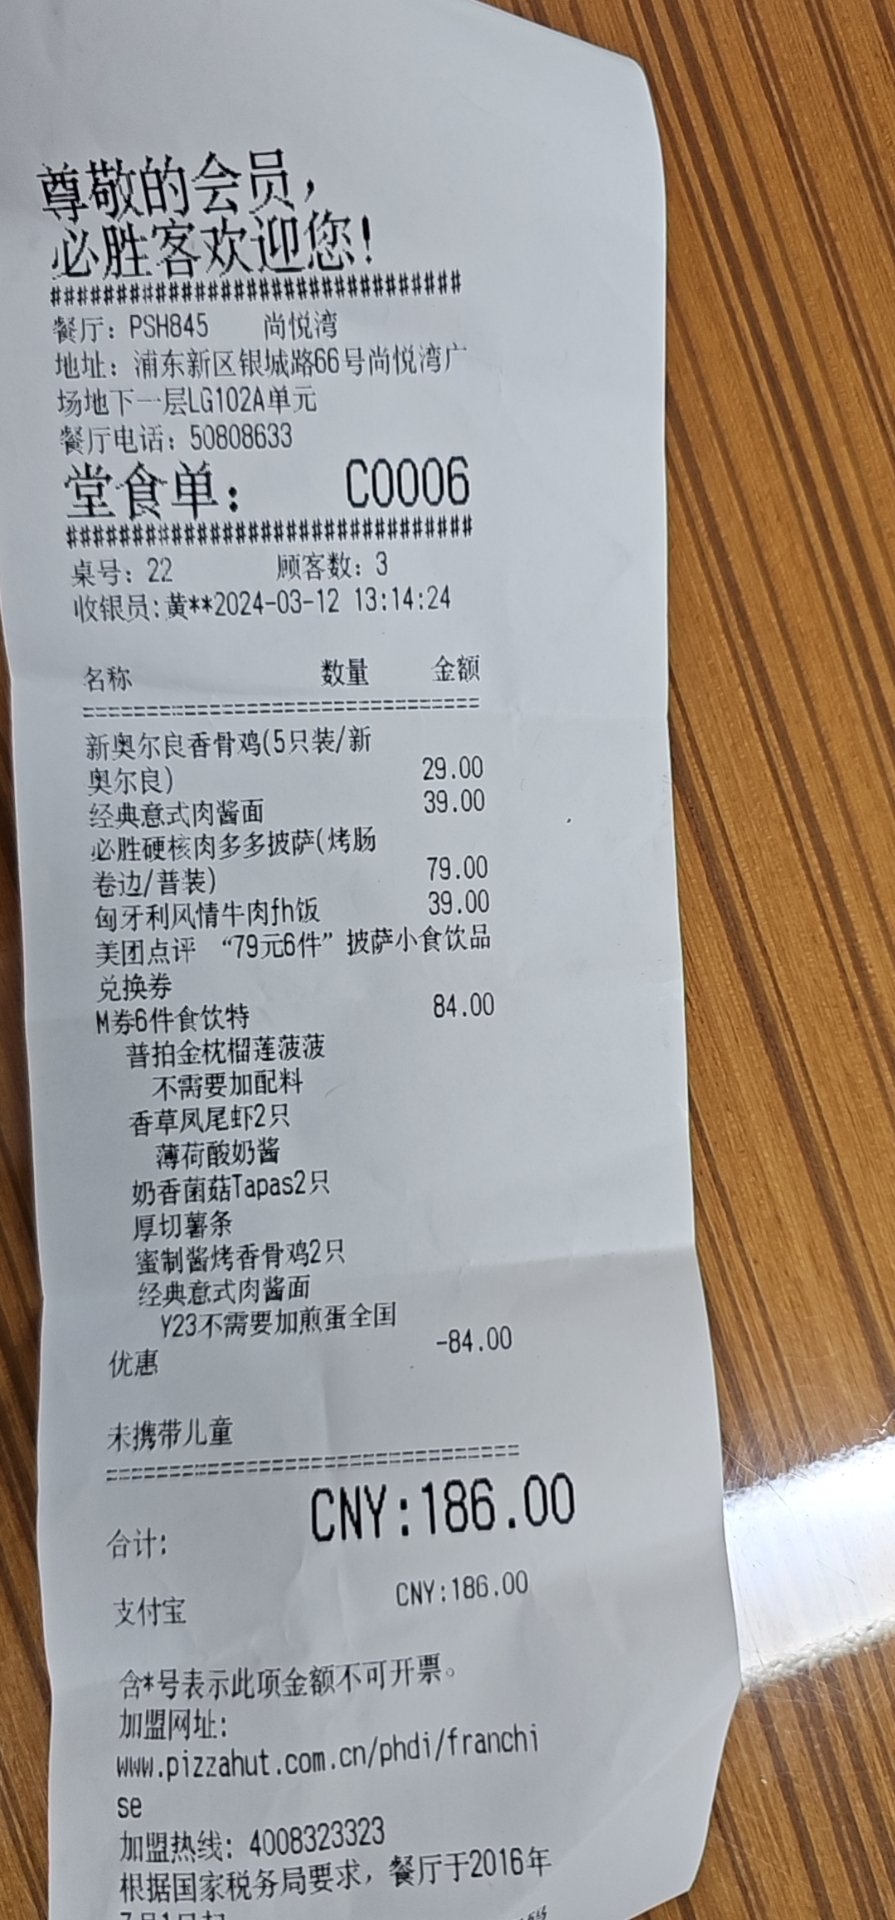 尊敬的会员，
必胜客欢迎您！
################################
餐厅：PSH845 尚悦湾
地址：浦东新区银城路66号尚悦湾广
场地下一层LG102A单元
餐厅电话：50808633
堂食单： C0006
################################
桌号：22 顾客数：3
收银员：黄**2024-03-12 13:14:24
名称 数量 金额
================================
新奥尔良香骨鸡(5只装/新
奥尔良) 29.00
经典意式肉酱面 39.00
必胜硬核肉多多披萨(烤肠
卷边/普装) 79.00
匈牙利风情牛肉fh饭 39.00
美团点评 “79元6件”披萨小食饮品
兑换券
M券6件食饮特 84.00
普拍金枕榴莲菠菠
不需要加配料
香草凤尾虾2只
薄荷酸奶酱
奶香菌菇Tapas2只
厚切薯条
蜜制酱烤香骨鸡2只
经典意式肉酱面
Y23不需要加煎蛋全国
优惠 -84.00
未携带儿童
================================
合计: CNY:186.00
支付宝 CNY:186.00
含*号表示此项金额不可开票。
加盟网址:
www.pizzahut.com.cn/phdi/franchi
se
加盟热线: 4008323323
根据国家税务局要求，餐厅于2016年
7月1日起